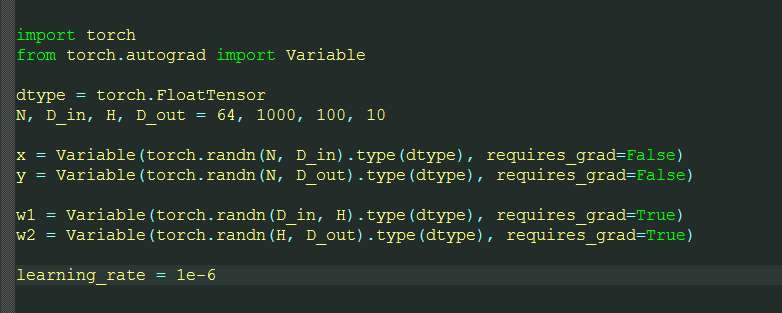 import torch
from torch.autograd import Variable
dtype = torch.FloatTensor
N, D_in, H, D_out = 64, 1000, 100, 10
x = Variable(torch.randn(N, D_in).type(dtype), requires_grad=False)
y = Variable(torch.randn(N, D_out).type(dtype), requires_grad=False)
w1 = Variable(torch.randn(D_in, H).type(dtype), requires_grad=True)
w2 = Variable(torch.randn(H, D_out).type(dtype), requires_grad=True)
learning_rate = 1e-6